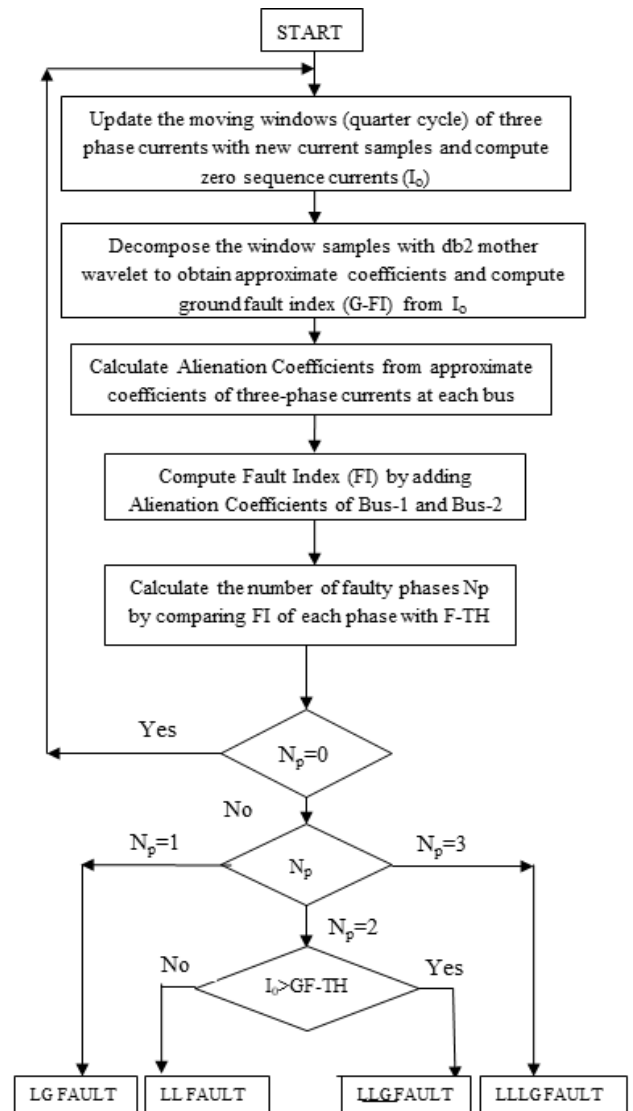 START
Update the moving windows (quarter cycle) of three
phase currents with new current samples and compute
zero sequence currents (Iₒ)
Decompose the window samples with db2 mother
wavelet to obtain approximate coefficients and compute
ground fault index (G-FI) from Iₒ
Calculate Alienation Coefficients from approximate
coefficients of three-phase currents at each bus
Compute Fault Index (FI) by adding
Alienation Coefficients of Bus-1 and Bus-2
Calculate the number of faulty phases Np
by comparing FI of each phase with F-TH
Yes
Nₚ=0
No
Nₚ=1
Nₚ
Nₚ=3
Nₚ=2
No
Iₒ>GF-TH
Yes
LG FAULT
LL FAULT
LLGFAULT
LLLGFAULT